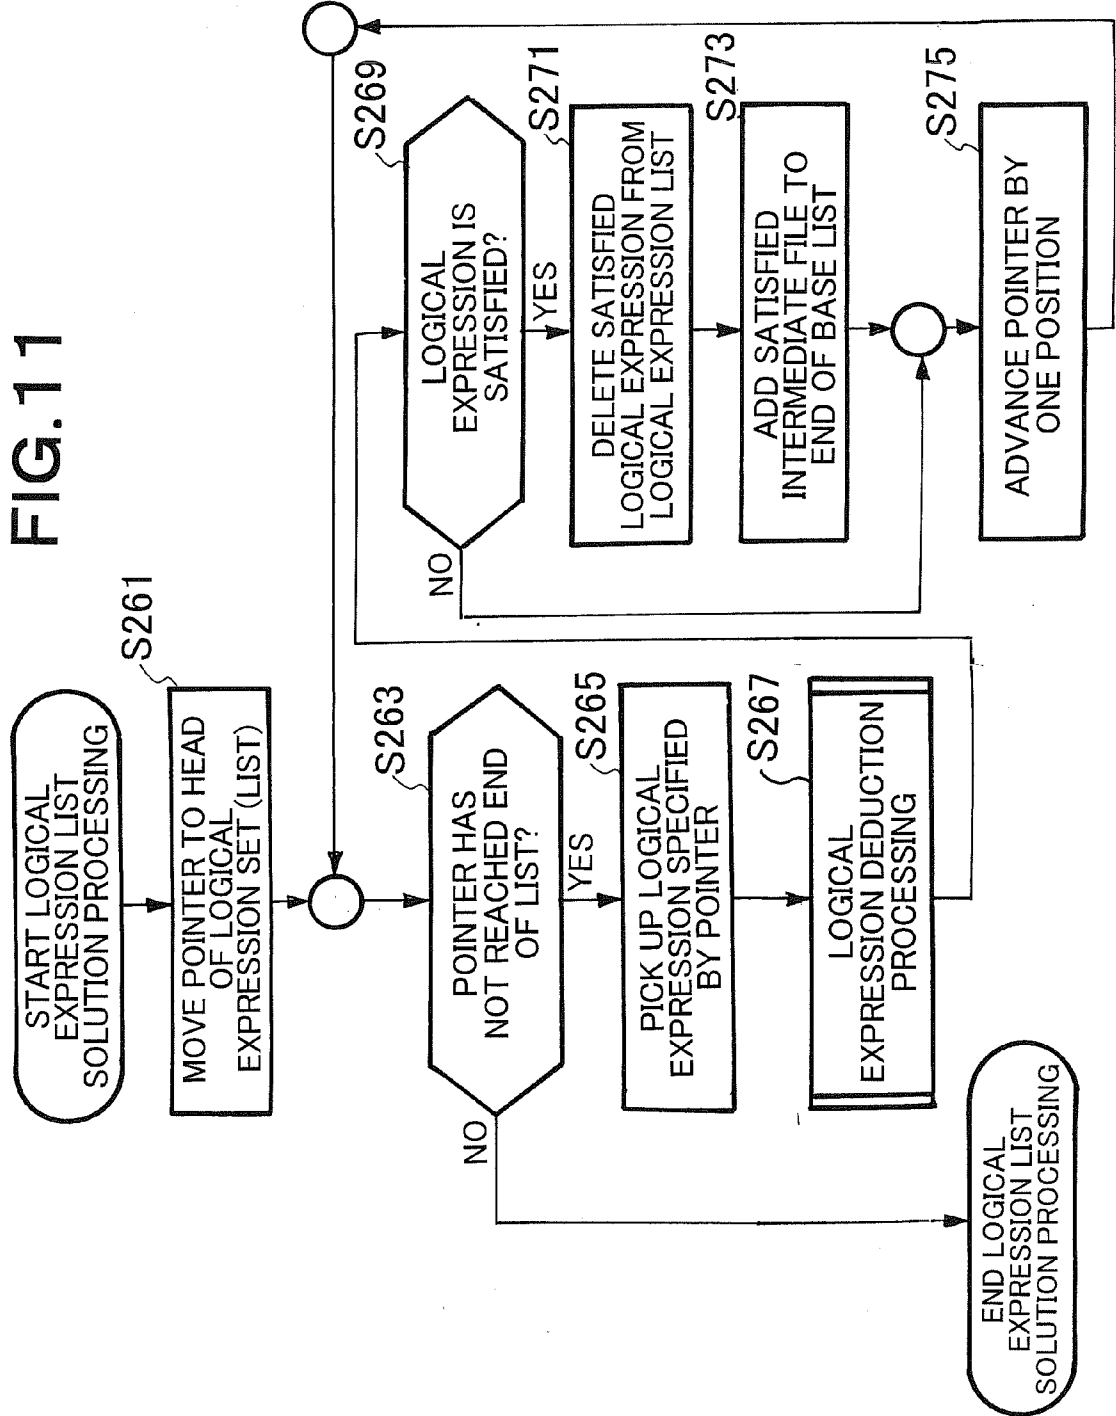 FIG.11
START LOGICAL
EXPRESSION LIST
SOLUTION PROCESSING
S261
MOVE POINTER TO HEAD
OF LOGICAL
EXPRESSION SET (LIST)
S263
POINTER HAS
NOT REACHED END
OF LIST?
NO
YES
S265
PICK UP LOGICAL
EXPRESSION SPECIFIED
BY POINTER
S267
LOGICAL
EXPRESSION DEDUCTION
PROCESSING
END LOGICAL
EXPRESSION LIST
SOLUTION PROCESSING
S269
LOGICAL
EXPRESSION IS
SATISFIED?
NO
YES
S271
DELETE SATISFIED
LOGICAL EXPRESSION FROM
LOGICAL EXPRESSION LIST
S273
ADD SATISFIED
INTERMEDIATE FILE TO
END OF BASE LIST
S275
ADVANCE POINTER BY
ONE POSITION